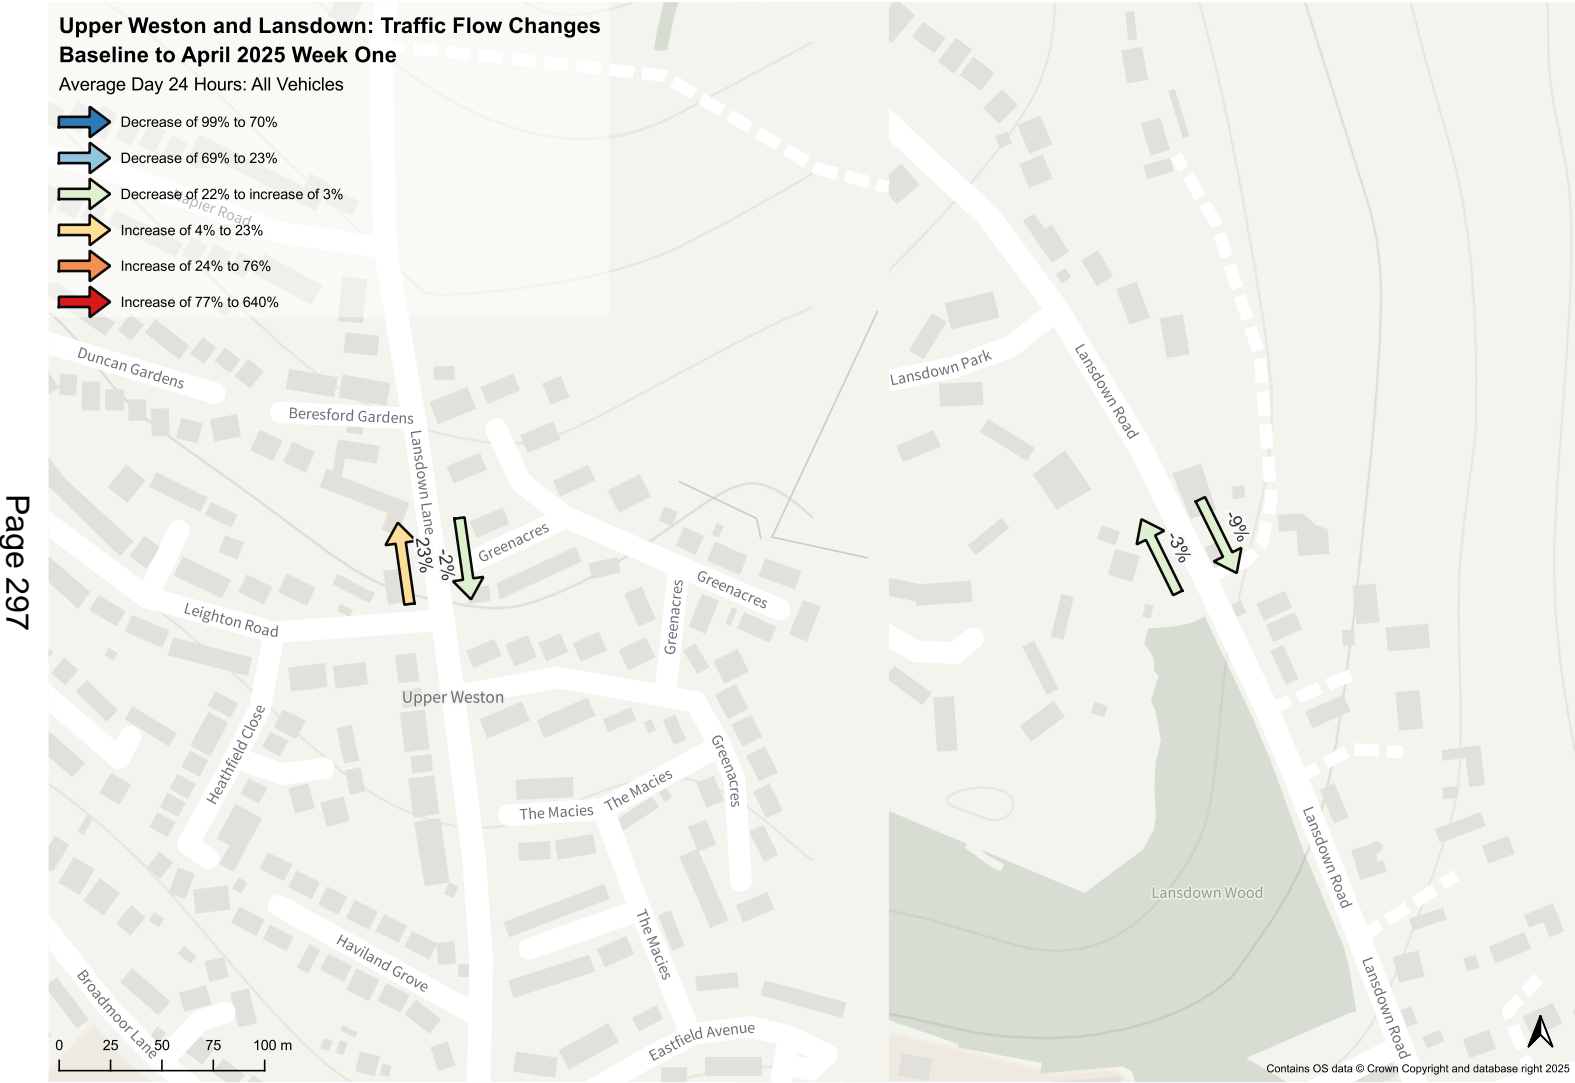 Upper Weston and Lansdown: Traffic Flow Changes
Baseline to April 2025 Week One
Average Day 24 Hours: All Vehicles
Decrease of 99% to 70%
Decrease of 69% to 23%
Decrease of 22% to increase of 3%
Increase of 4% to 23%
Increase of 24% to 76%
Increase of 77% to 640%
Road
Duncan Gardens
Beresford Gardens
Lansdown Lane
23%
-2%
Greenacres
Greenacres
Greenacres
Leighton Road
Upper Weston
Heathfield Close
Greenacres
The Macies
The Macies
The Macies
Haviland Grove
Broadmoor Lane
Eastfield Avenue
0 25 50 75 100 m
Lansdown Park
Lansdown Road
-3%
-9%
Lansdown Road
Lansdown Wood
Lansdown Road
Contains OS data © Crown Copyright and database right 2025
Page 297